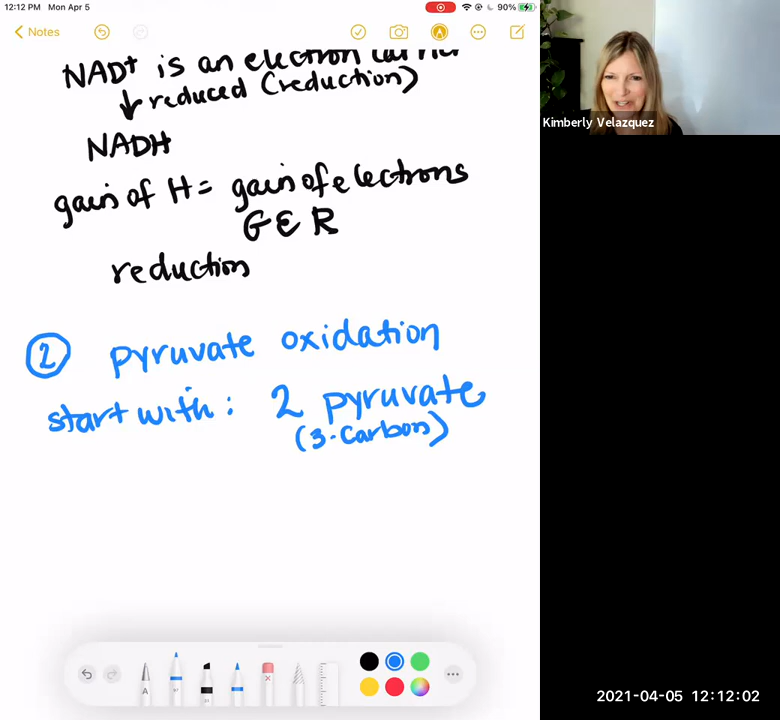 12:12 PM Mon Apr 5
90%
Notes
NAD+ is an electron carrier
reduced (reduction)
NADH
gain of H = gain of electrons
GER
reduction
② pyruvate oxidation
start with: 2 pyruvate
(3-Carbon)
Kimberly Velazquez
2021-04-05 12:12:02